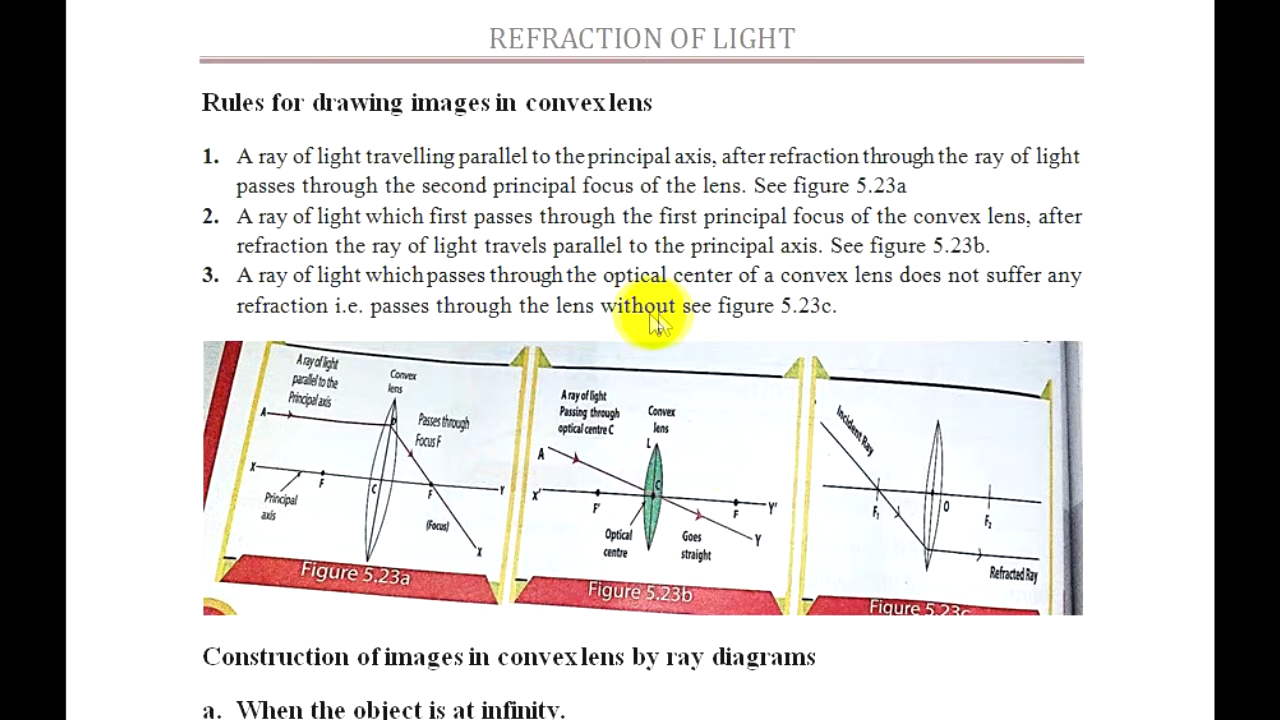 REFRACTION OF LIGHT
Rules for drawing images in convex lens
1. A ray of light travelling parallel to the principal axis, after refraction through the ray of light
passes through the second principal focus of the lens. See figure 5.23a
2. A ray of light which first passes through the first principal focus of the convex lens, after
refraction the ray of light travels parallel to the principal axis. See figure 5.23b.
3. A ray of light which passes through the optical center of a convex lens does not suffer any
refraction i.e. passes through the lens without see figure 5.23c.
A ray of light
parallel to the
Principal axis
Convex
lens
A
Passes through
Focus F
X
F
C
F
Y
Principal
axis
(Focus)
X
Figure 5.23a
A ray of light
Passing through
optical centre C
Convex
lens
L
A
C
X'
F'
F
Y'
Optical
centre
Goes
straight
Y
Figure 5.23b
Incident Ray
F₁
O
F₂
Refracted Ray
Figure 5.23c
Construction of images in convex lens by ray diagrams
a. When the object is at infinity.